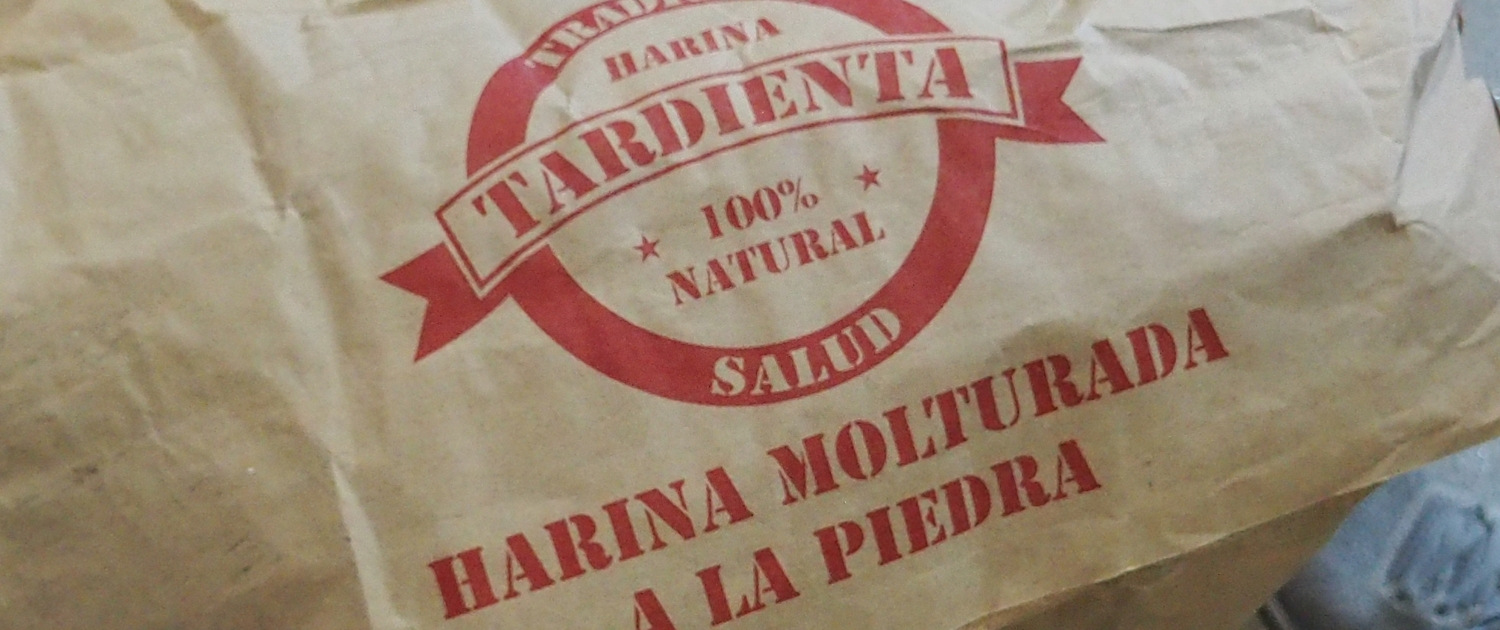 HARINA
TARDIENTA
100%
NATURAL
SALUD
HARINA MOLTURADA
A LA PIEDRA